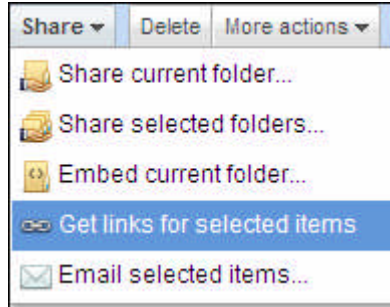 Share Delete More actions
Share current folder...
Share selected folders...
Embed current folder...
Get links for selected items
Email selected items...